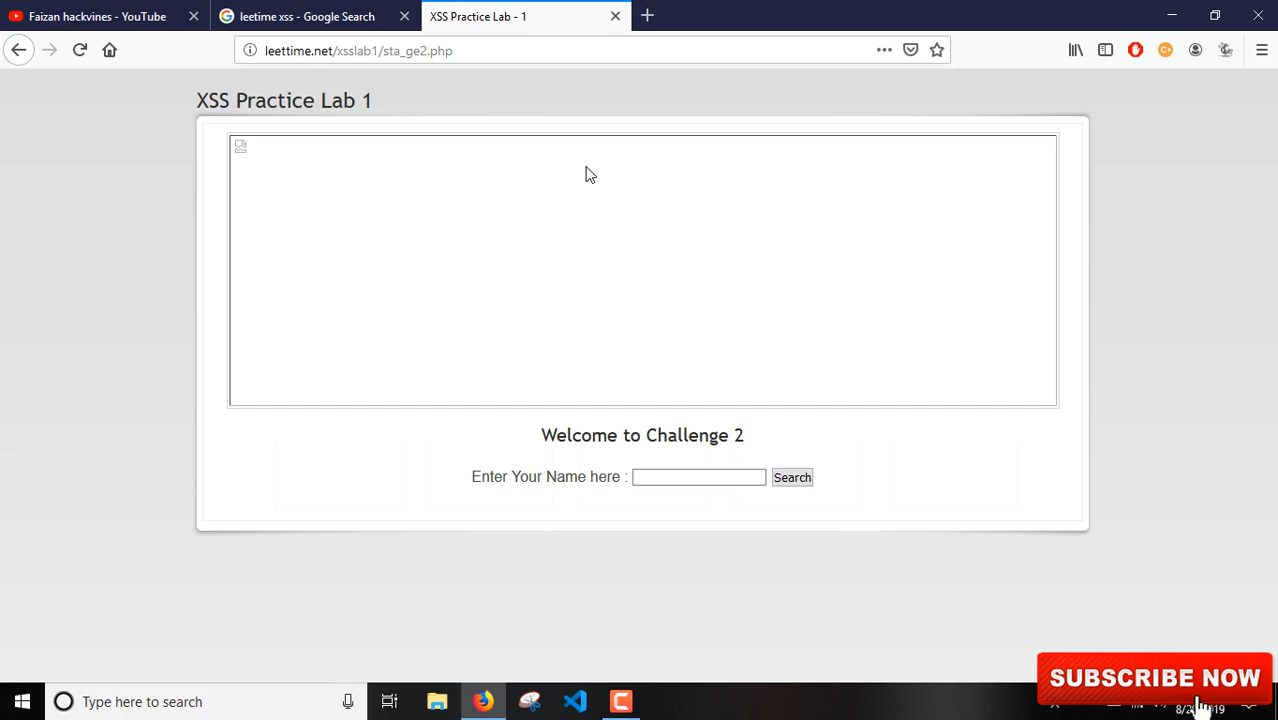 Faizan hackvines - YouTube
leetime xss - Google Search
XSS Practice Lab - 1
leettime.net/xsslab1/sta_ge2.php
XSS Practice Lab 1
Welcome to Challenge 2
Enter Your Name here :
Search
SUBSCRIBE NOW
Type here to search